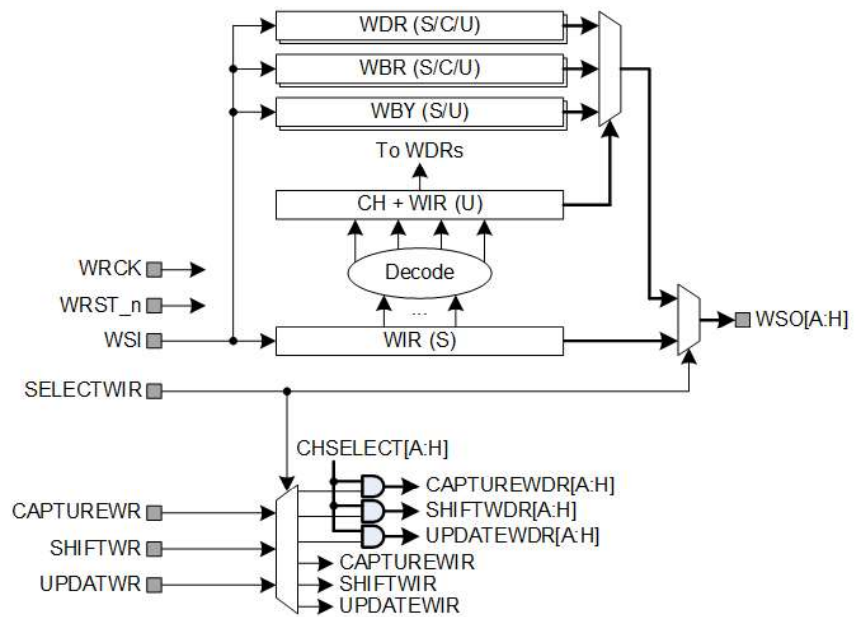 WDR (S/C/U)
WBR (S/C/U)
WBY (S/U)
To WDRs
CH + WIR (U)
WRCK
Decode
WRST_n
...
WSI
WIR (S)
WSO[A:H]
SELECTWIR
CHSELECT[A:H]
CAPTUREWDR[A:H]
CAPTUREWR
SHIFTWDR[A:H]
UPDATEWDR[A:H]
SHIFTWR
CAPTUREWIR
UPDATWR
SHIFTWIR
UPDATEWIR